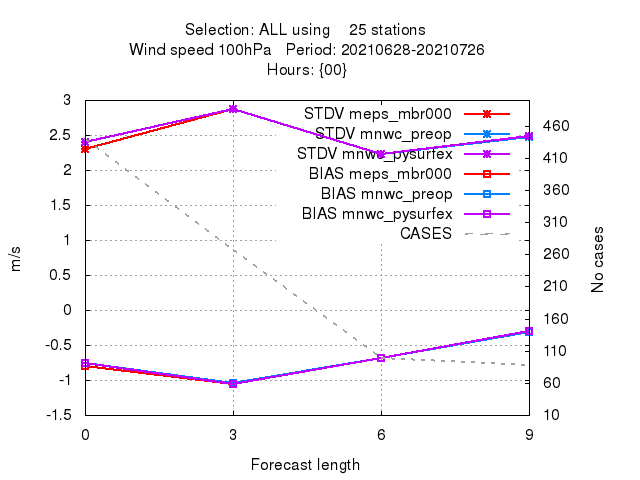 Selection: ALL using 25 stations
Wind speed 100hPa Period: 20210628-20210726
Hours: {00}
STDV meps_mbr000
STDV mnwc_preop
STDV mnwc_pysurfex
BIAS meps_mbr000
BIAS mnwc_preop
BIAS mnwc_pysurfex
CASES
3
2.5
2
1.5
1
0.5
0
-0.5
-1
-1.5
m/s
460
410
360
310
260
210
160
110
60
10
No cases
0 3 6 9
Forecast length